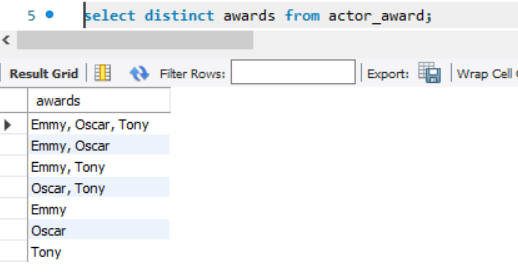 5 select distinct awards from actor_award;
Result Grid Filter Rows: Export: Wrap Cell
awards
Emmy, Oscar, Tony
Emmy, Oscar
Emmy, Tony
Oscar, Tony
Emmy
Oscar
Tony